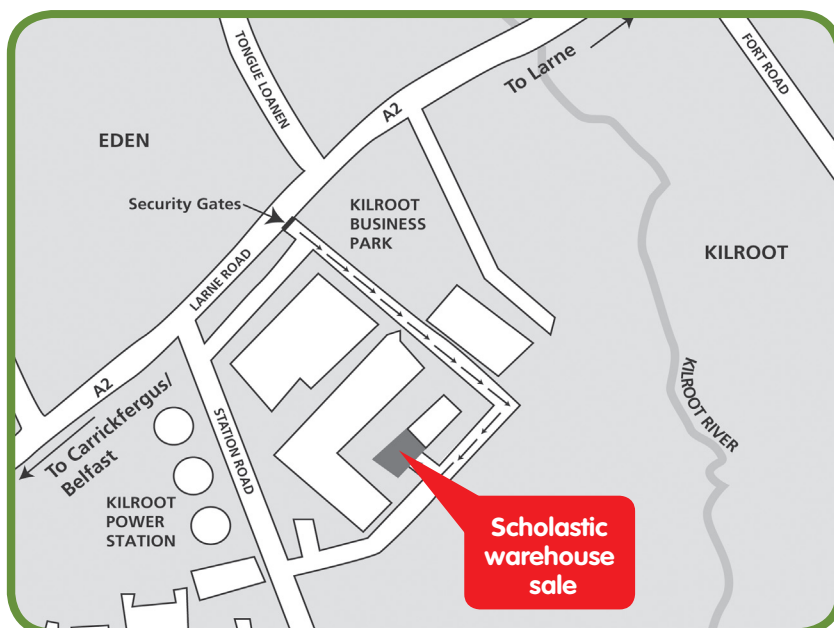 TONGUE LOANEN
To Larne
FORT ROAD
A2
EDEN
Security Gates
KILROOT
BUSINESS
PARK
KILROOT
LARNE ROAD
A2
To Carrickfergus/
Belfast
STATION ROAD
KILROOT RIVER
KILROOT
POWER
STATION
Scholastic
warehouse
sale